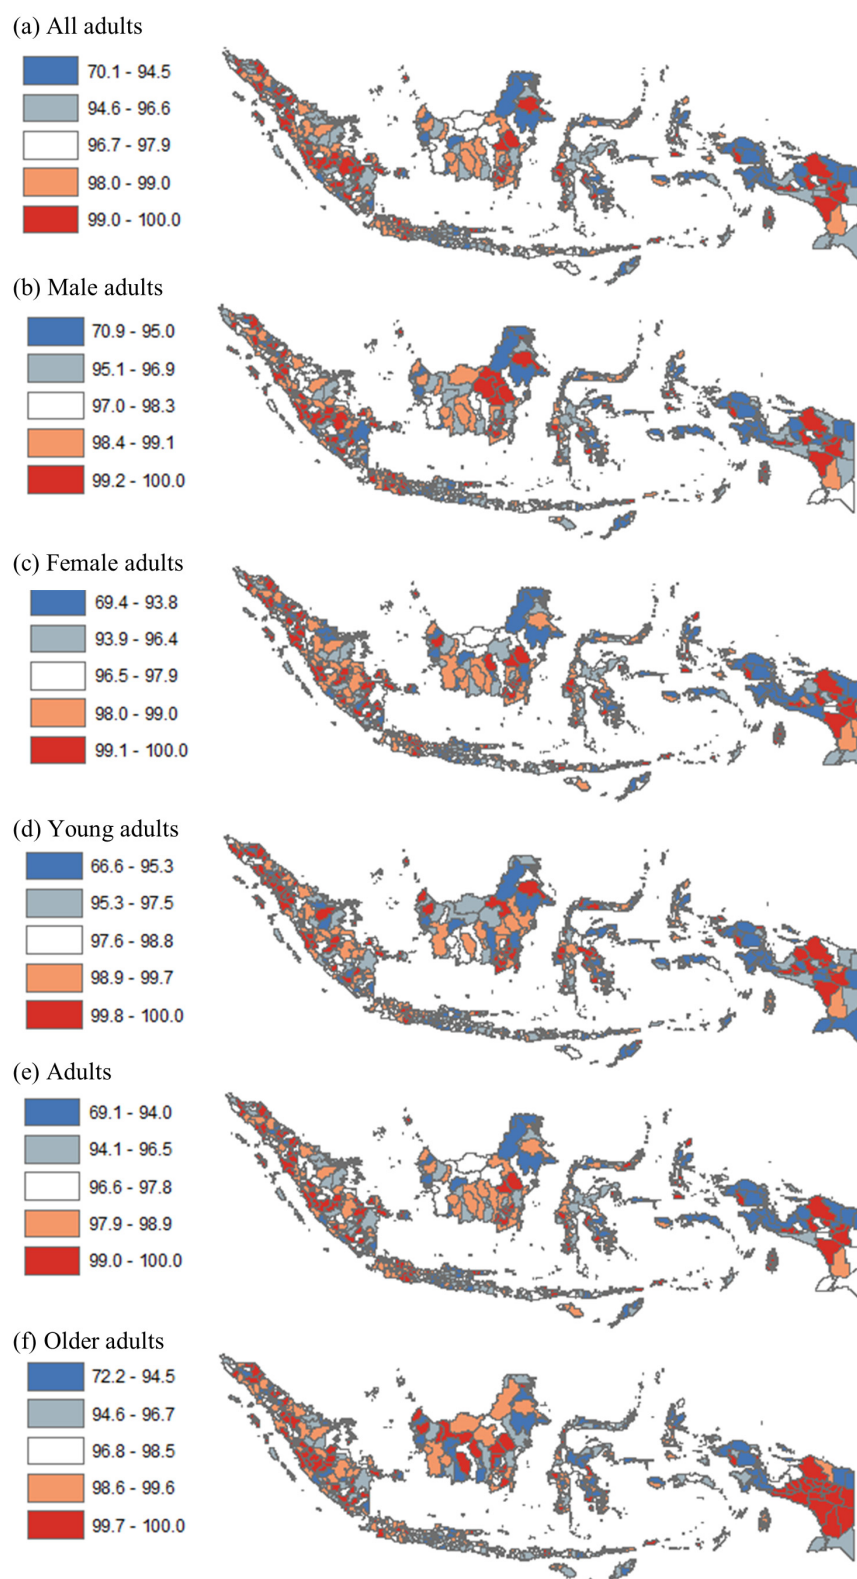 (a) All adults
70.1 - 94.5
94.6 - 96.6
96.7 - 97.9
98.0 - 99.0
99.0 - 100.0
(b) Male adults
70.9 - 95.0
95.1 - 96.9
97.0 - 98.3
98.4 - 99.1
99.2 - 100.0
(c) Female adults
69.4 - 93.8
93.9 - 96.4
96.5 - 97.9
98.0 - 99.0
99.1 - 100.0
(d) Young adults
66.6 - 95.3
95.3 - 97.5
97.6 - 98.8
98.9 - 99.7
99.8 - 100.0
(e) Adults
69.1 - 94.0
94.1 - 96.5
96.6 - 97.8
97.9 - 98.9
99.0 - 100.0
(f) Older adults
72.2 - 94.5
94.6 - 96.7
96.8 - 98.5
98.6 - 99.6
99.7 - 100.0